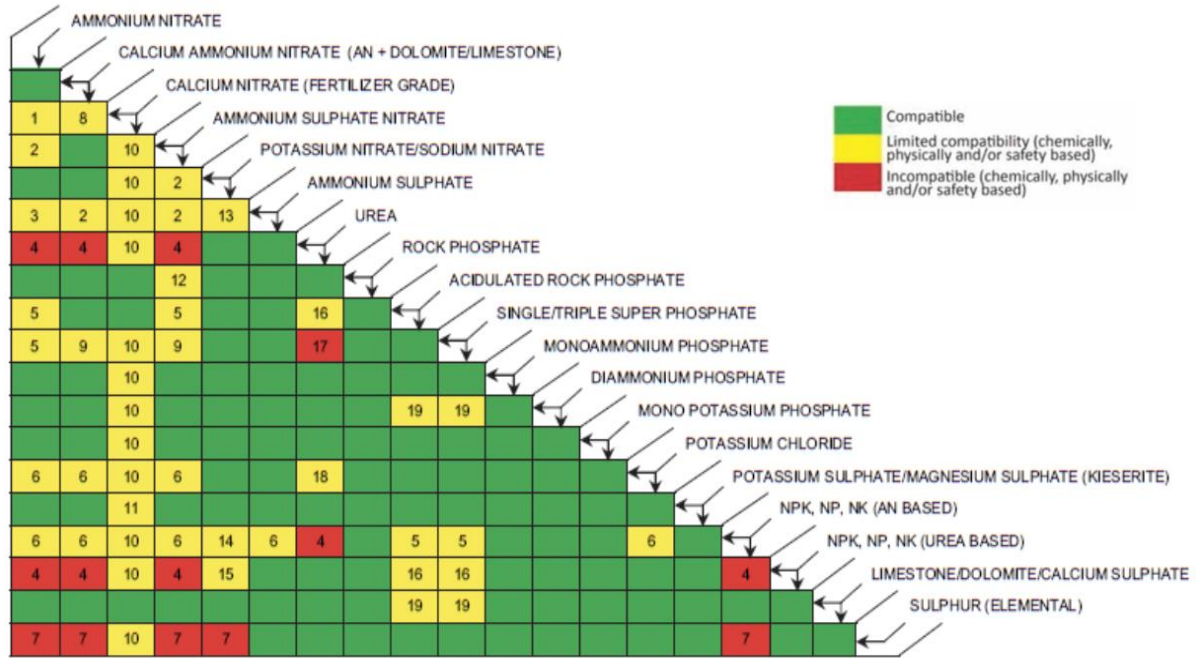 AMMONIUM NITRATE
CALCIUM AMMONIUM NITRATE (AN + DOLOMITE/LIMESTONE)
CALCIUM NITRATE (FERTILIZER GRADE)
1 8 AMMONIUM SULPHATE NITRATE
2 10 POTASSIUM NITRATE/SODIUM NITRATE
10 2 AMMONIUM SULPHATE
3 2 10 2 13 UREA
4 4 10 4 ROCK PHOSPHATE
12 ACIDULATED ROCK PHOSPHATE
5 5 16 SINGLE/TRIPLE SUPER PHOSPHATE
5 9 10 9 17 MONOAMMONIUM PHOSPHATE
10 DIAMMONIUM PHOSPHATE
10 19 19 MONO POTASSIUM PHOSPHATE
10 POTASSIUM CHLORIDE
6 6 10 6 18 POTASSIUM SULPHATE/MAGNESIUM SULPHATE (KIESERITE)
11 NPK, NP, NK (AN BASED)
6 6 10 6 14 6 4 5 5 6 NPK, NP, NK (UREA BASED)
4 4 10 4 15 16 16 4 LIMESTONE/DOLOMITE/CALCIUM SULPHATE
19 19 SULPHUR (ELEMENTAL)
7 7 10 7 7 7
Compatible
Limited compatibility (chemically,
physically and/or safety based)
Incompatible (chemically, physically
and/or safety based)